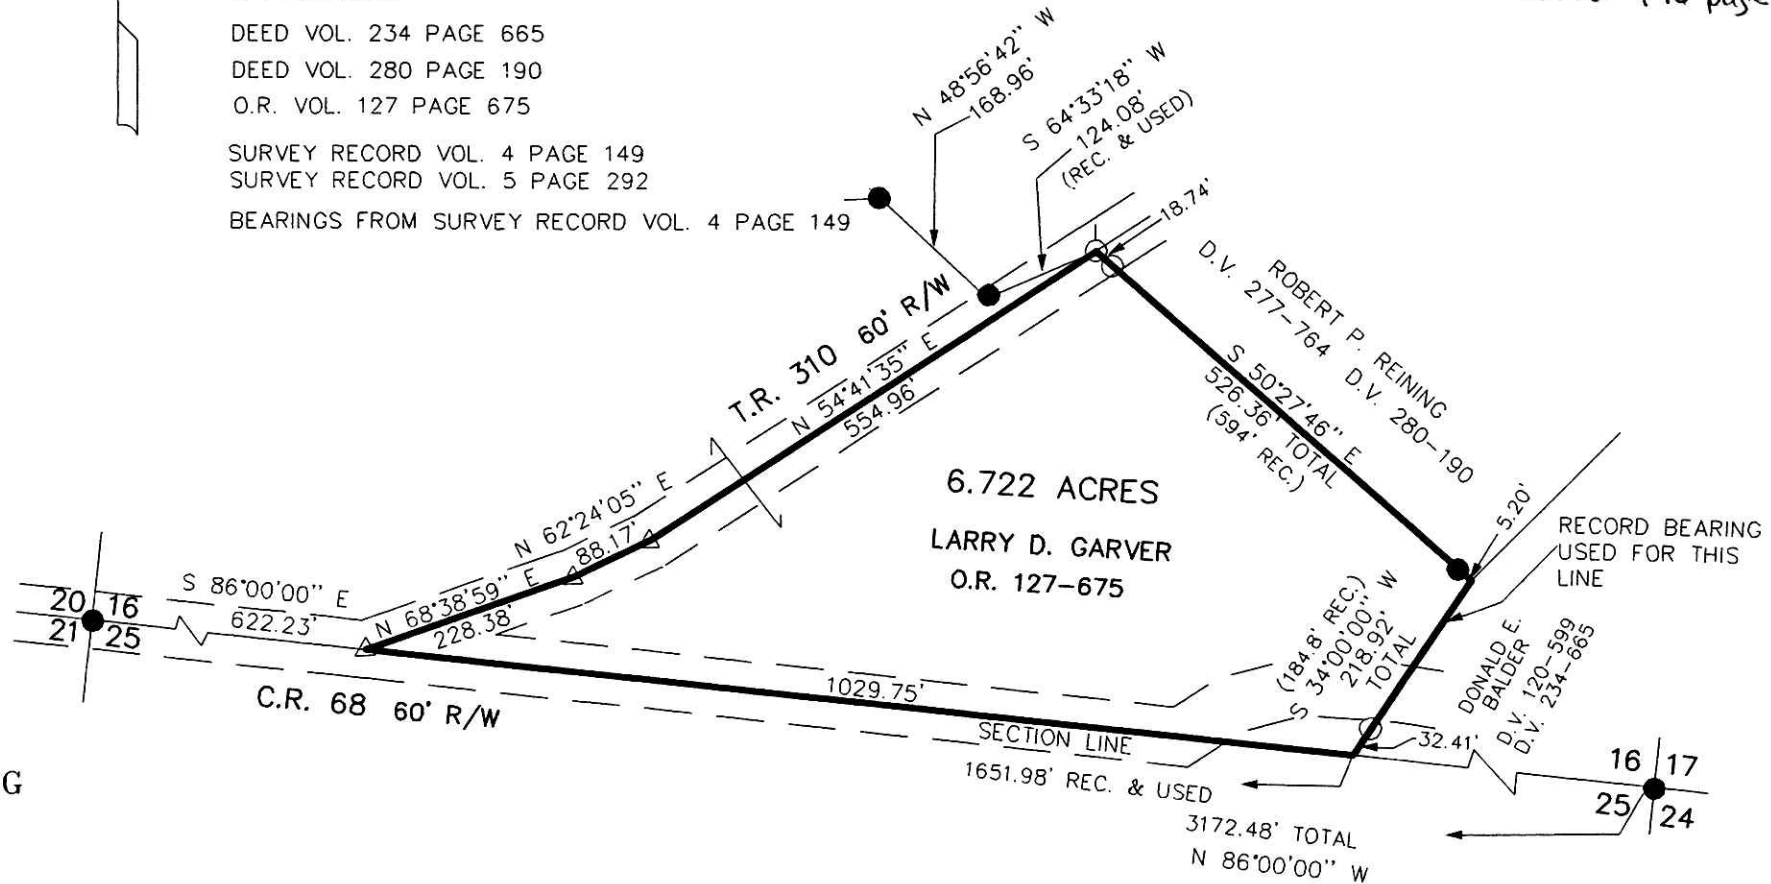 page
DEED VOL. 234 PAGE 665
DEED VOL. 280 PAGE 190
O.R. VOL. 127 PAGE 675
SURVEY RECORD VOL. 4 PAGE 149
SURVEY RECORD VOL. 5 PAGE 292
BEARINGS FROM SURVEY RECORD VOL. 4 PAGE 149
N 48°56'42" W
168.96'
S 64°33'18" W
124.08'
(REC. & USED)
18.74'
ROBERT P. REINING
D.V. 277-764 D.V. 280-190
T.R. 310 60' R/W
N 54°41'35" E
554.96'
S 50°27'46" E
526.36' TOTAL
(594' REC.)
6.722 ACRES
LARRY D. GARVER
O.R. 127-675
5.20'
RECORD BEARING
USED FOR THIS
LINE
N 62°24'05" E
88.17'
S 86°00'00" E
622.23'
N 68°38'59" E
228.38'
20 16
21 25
(184.8' REC.)
S 34°00'00" W
218.92'
TOTAL
DONALD E.
BALDER
D.V. 120-599
D.V. 234-665
1029.75'
C.R. 68 60' R/W
SECTION LINE
32.41'
1651.98' REC. & USED
16 17
25 24
G
3172.48' TOTAL
N 86°00'00" W